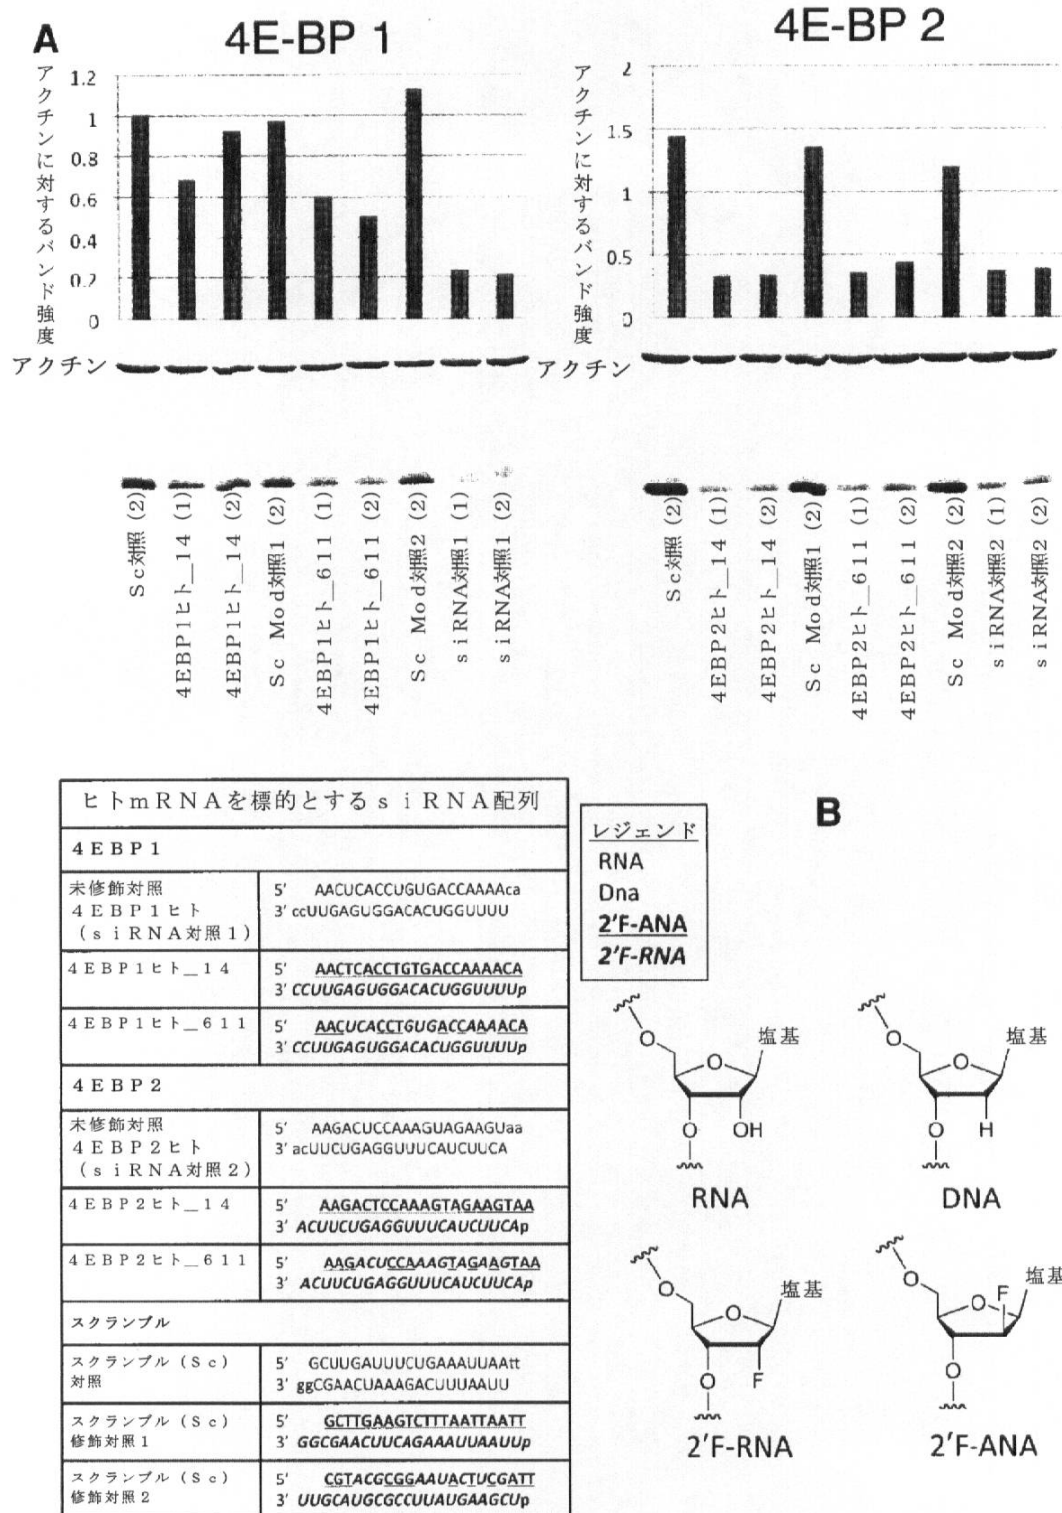 A
4E-BP 1
4E-BP 2
アクチンに対するバンド強度
1.2
1
0.8
0.6
0.4
0.2
0
アクチンに対するバンド強度
2
1.5
1
0.5
0
アクチン
アクチン
Sc対照 (2)
4EBP1ヒト_14 (1)
4EBP1ヒト_14 (2)
Sc Mod対照1 (2)
4EBP1ヒト_611 (1)
4EBP1ヒト_611 (2)
Sc Mod対照2 (2)
siRNA対照1 (1)
siRNA対照1 (2)
Sc対照 (2)
4EBP2ヒト_14 (1)
4EBP2ヒト_14 (2)
Sc Mod対照1 (2)
4EBP2ヒト_611 (1)
4EBP2ヒト_611 (2)
Sc Mod対照2 (2)
siRNA対照2 (1)
siRNA対照2 (2)
ヒトmRNAを標的とするsiRNA配列
4EBP1
未修飾対照
4EBP1ヒト
(siRNA対照1)
5' AACUCACCUGUGACCAAAAca
3' ccUUGAGUGGACACUGGUUUU
4EBP1ヒト_14
5' AACTCACCTGTGACCAAAACA
3' CCUUGAGUGGACACUGGUUUUp
4EBP1ヒト_611
5' AACUCACCTGUGACCAAAACA
3' CCUUGAGUGGACACUGGUUUUp
4EBP2
未修飾対照
4EBP2ヒト
(siRNA対照2)
5' AAGACUCCAAAGUAGAAGUaa
3' acUUCUGAGGUUUCAUCUUCA
4EBP2ヒト_14
5' AAGACTCCAAAGTAGAAGTAA
3' ACUUCUGAGGUUUCAUCUUCAp
4EBP2ヒト_611
5' AAGACUCCAAAGTAGAAGTAA
3' ACUUCUGAGGUUUCAUCUUCAp
スクランブル
スクランブル (Sc)
対照
5' GCUUGAUUUCUGAAAUUAAtt
3' ggCGAACUAAAGACUUUAAUU
スクランブル (Sc)
修飾対照1
5' GCTTGAAGTCTTTAATTAATT
3' GGCGAACUUCAGAAAUUAAUUp
スクランブル (Sc)
修飾対照2
5' CGTACGCGGAAUACTUCGATT
3' UUGCAUGCGCCUUAUGAAGCUp
レジェンド
RNA
Dna
2'F-ANA
2'F-RNA
B
O
塩基
O
O
OH
RNA
O
塩基
O
O
H
DNA
O
塩基
O
O
F
2'F-RNA
O
塩基
F
O
O
2'F-ANA